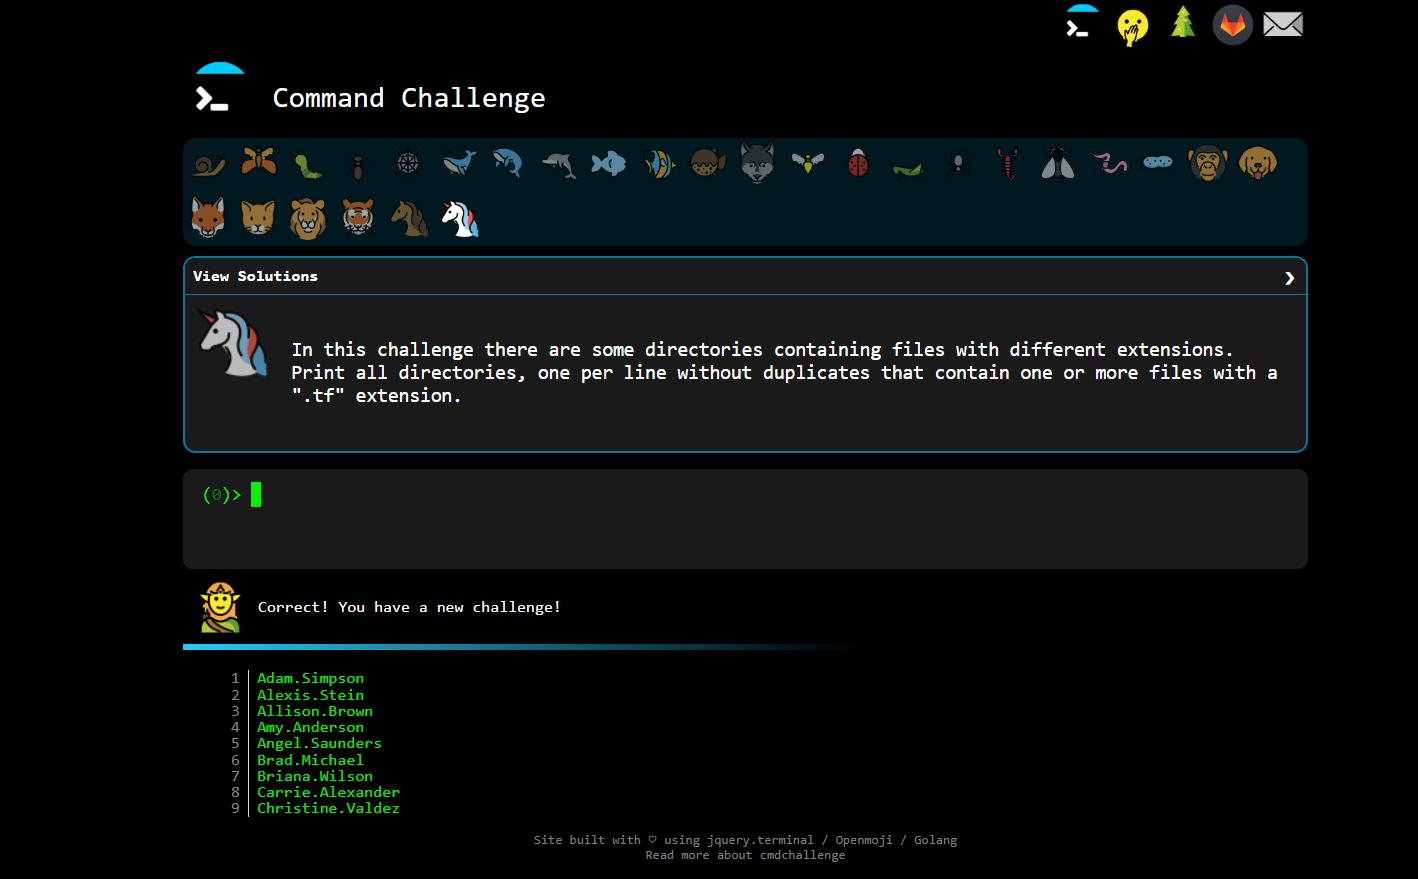 Command Challenge
View Solutions
In this challenge there are some directories containing files with different extensions.
Print all directories, one per line without duplicates that contain one or more files with a
".tf" extension.
(0)>
Correct! You have a new challenge!
1 Adam.Simpson
2 Alexis.Stein
3 Allison.Brown
4 Amy.Anderson
5 Angel.Saunders
6 Brad.Michael
7 Briana.Wilson
8 Carrie.Alexander
9 Christine.Valdez
Site built with ♡ using jquery.terminal / Openmoji / Golang
Read more about cmdchallenge